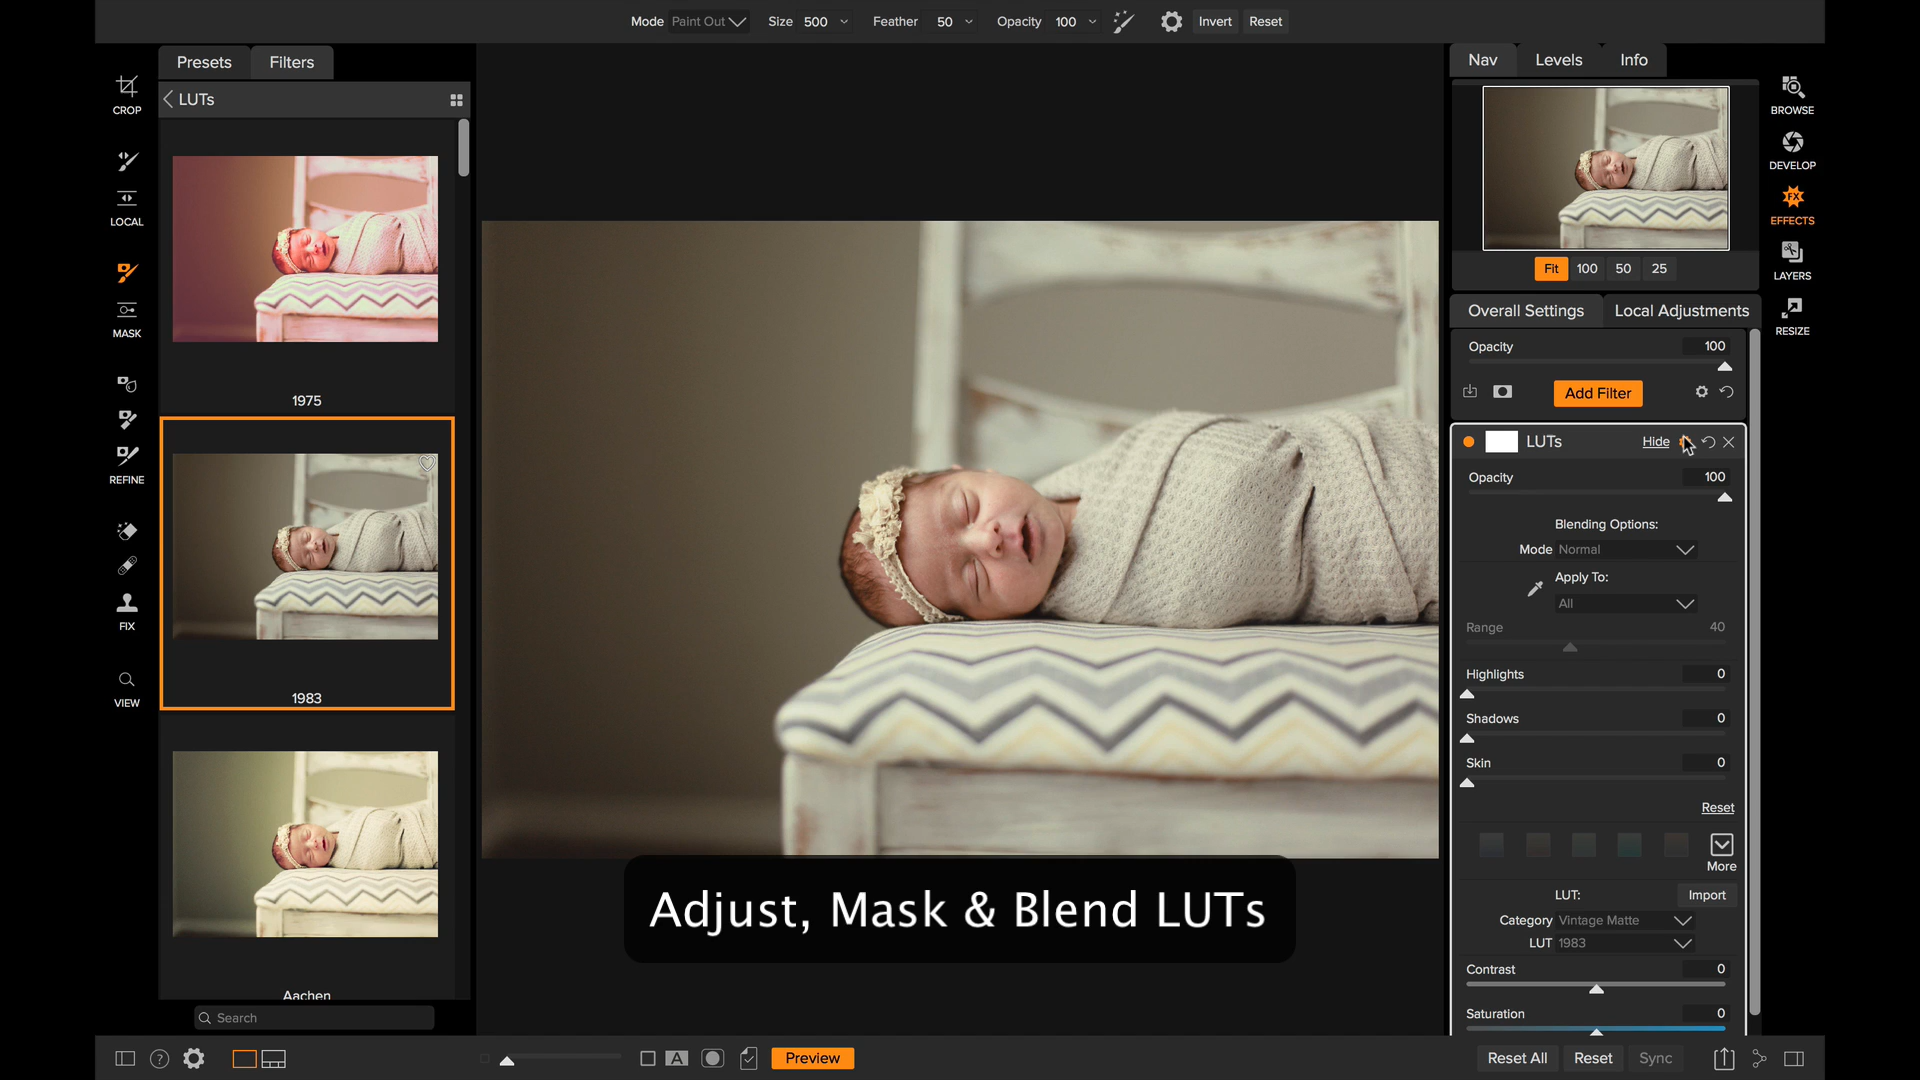 Mode Paint Out Size 500 Feather 50 Opacity 100 Invert Reset
Presets Filters
LUTs
CROP
LOCAL
MASK
REFINE
FIX
VIEW
1975
1983
Aachen
Search
Nav Levels Info
Fit 100 50 25
BROWSE
DEVELOP
FX
EFFECTS
LAYERS
RESIZE
Overall Settings Local Adjustments
Opacity 100
Add Filter
LUTs Hide
Opacity 100
Blending Options:
Mode Normal
Apply To:
All
Range 40
Highlights 0
Shadows 0
Skin 0
Reset
More
LUT: Import
Category Vintage Matte
LUT 1983
Contrast 0
Saturation 0
Adjust, Mask & Blend LUTs
? A Preview
Reset All Reset Sync